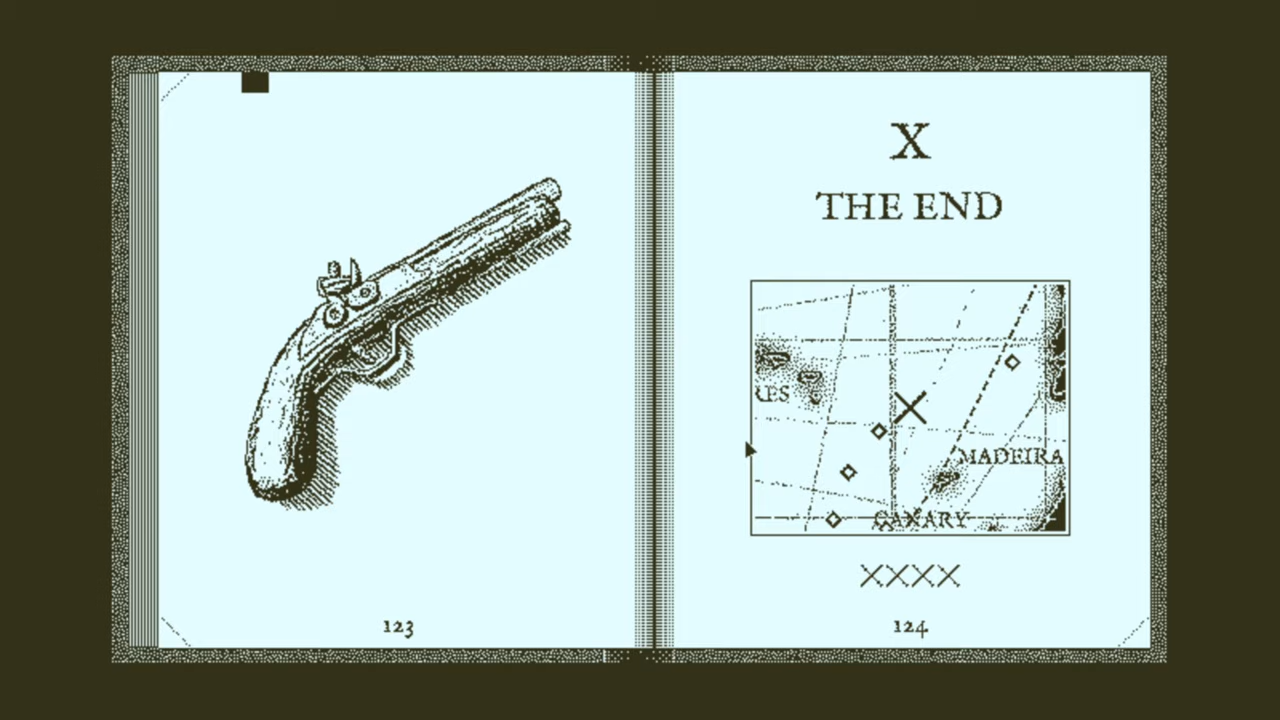 X
THE END
RES
MADEIRA
CANARY
XXXX
123
124